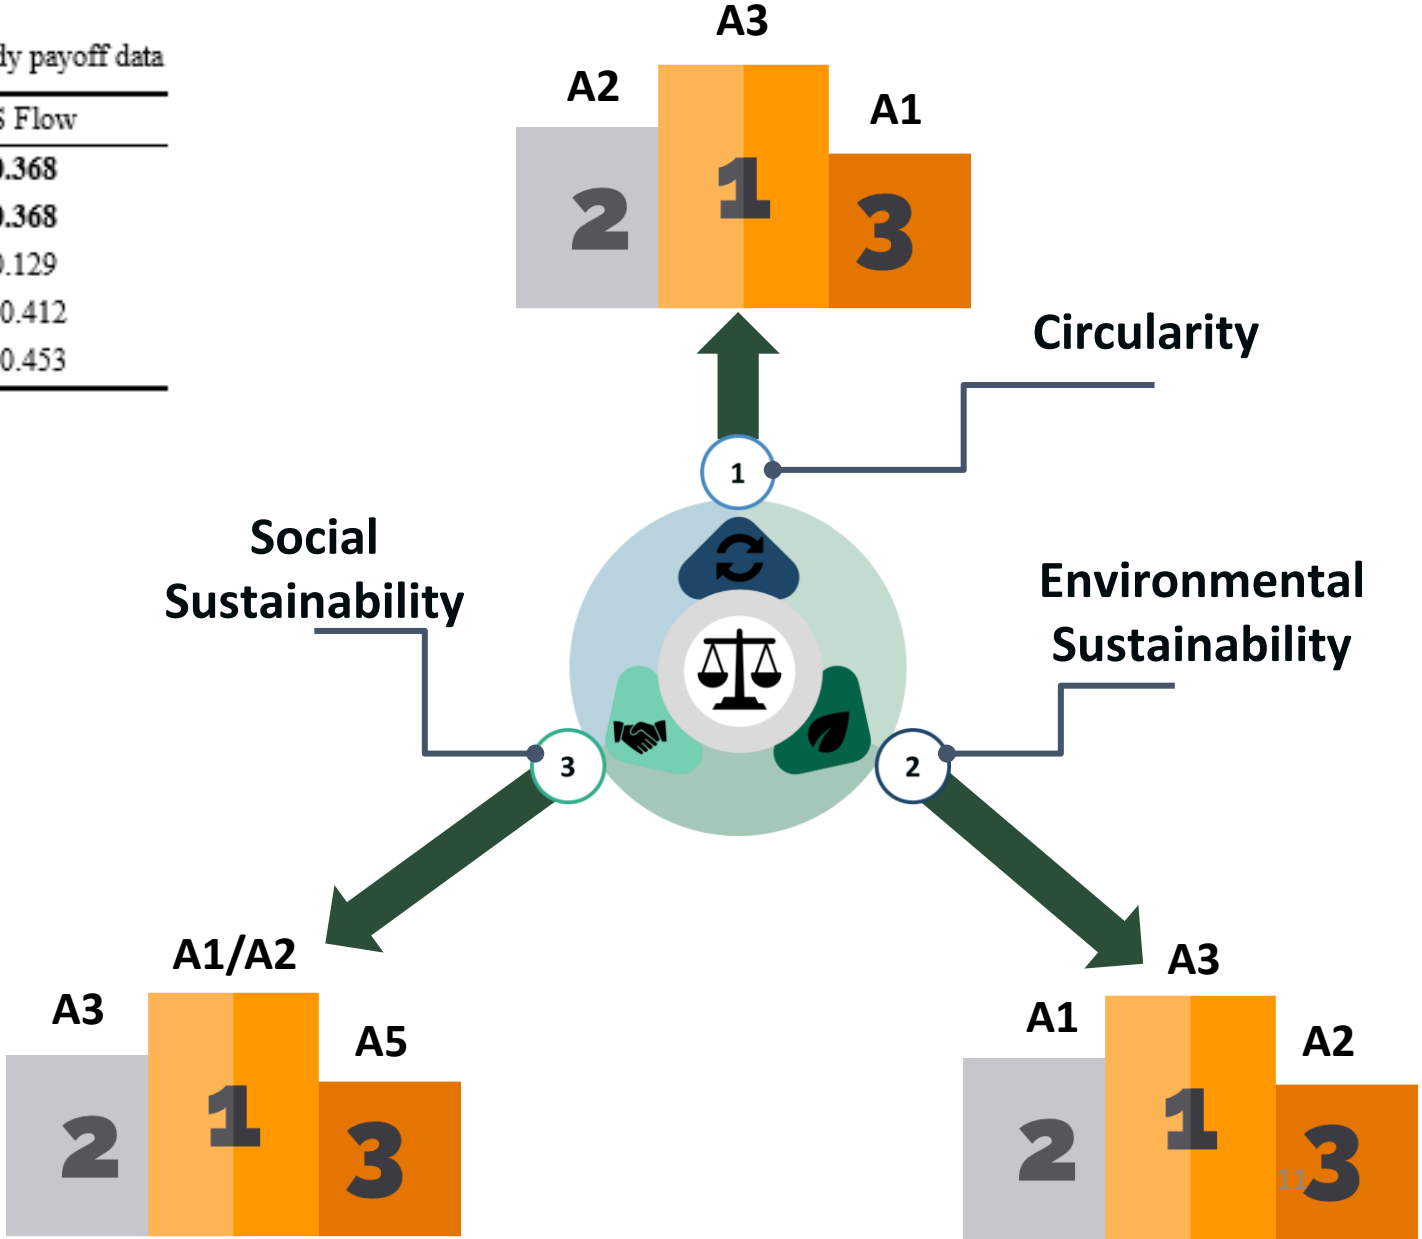 payoff data
Flow
.368
.368
.129
0.412
0.453
A3
A2
A1
2
1
3
Circularity
1
Social
Sustainability
Environmental
Sustainability
3
2
A1/A2
A3
A5
2
1
3
A3
A1
A2
2
1
3
11